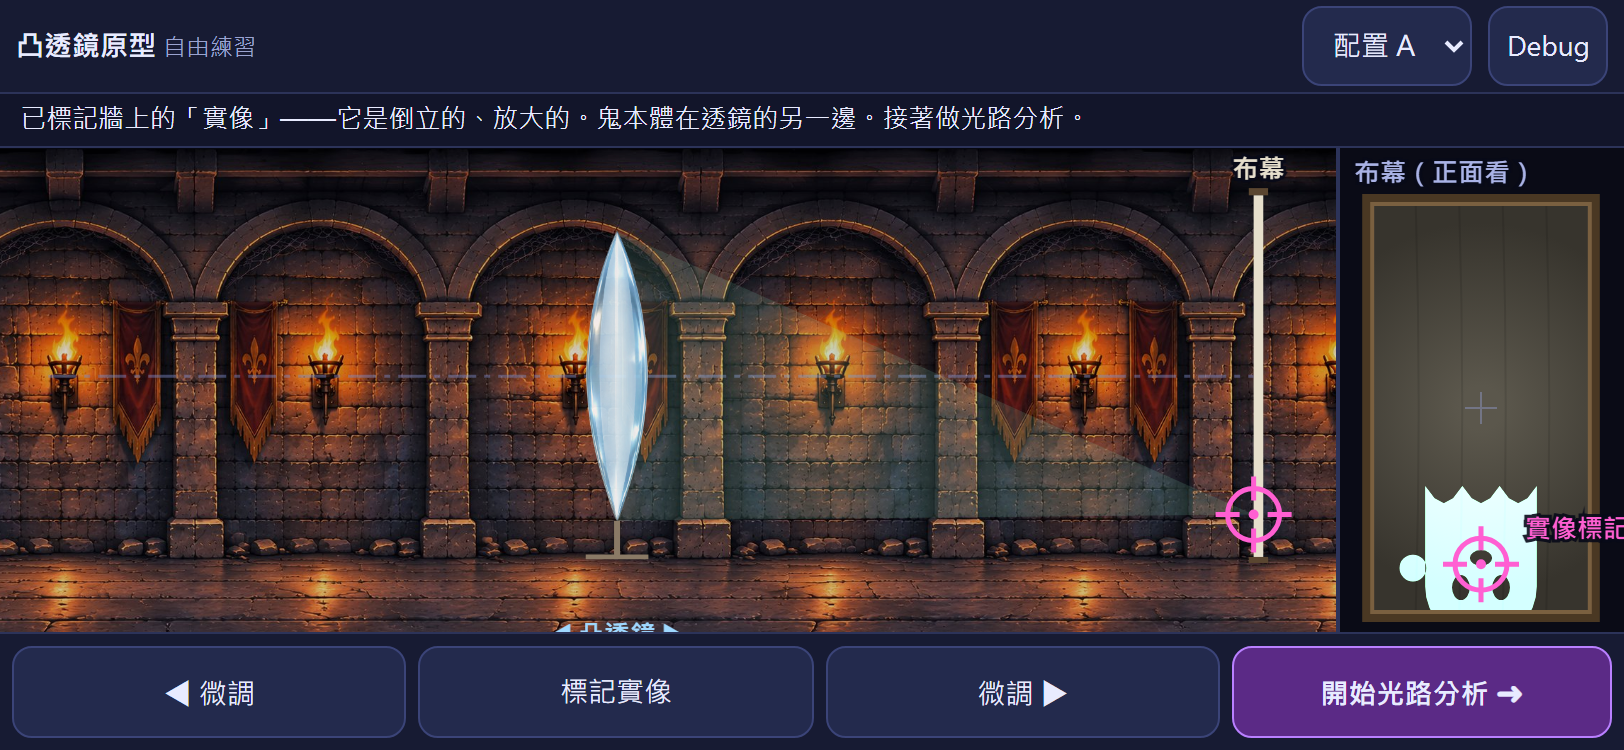 凸透鏡原型 自由練習
配置 A
Debug
已標記牆上的「實像」——它是倒立的、放大的。鬼本體在透鏡的另一邊。接著做光路分析。
布幕
布幕（正面看）
實像標記
◀ 凸透鏡 ▶
◀ 微調
標記實像
微調 ▶
開始光路分析 ➜